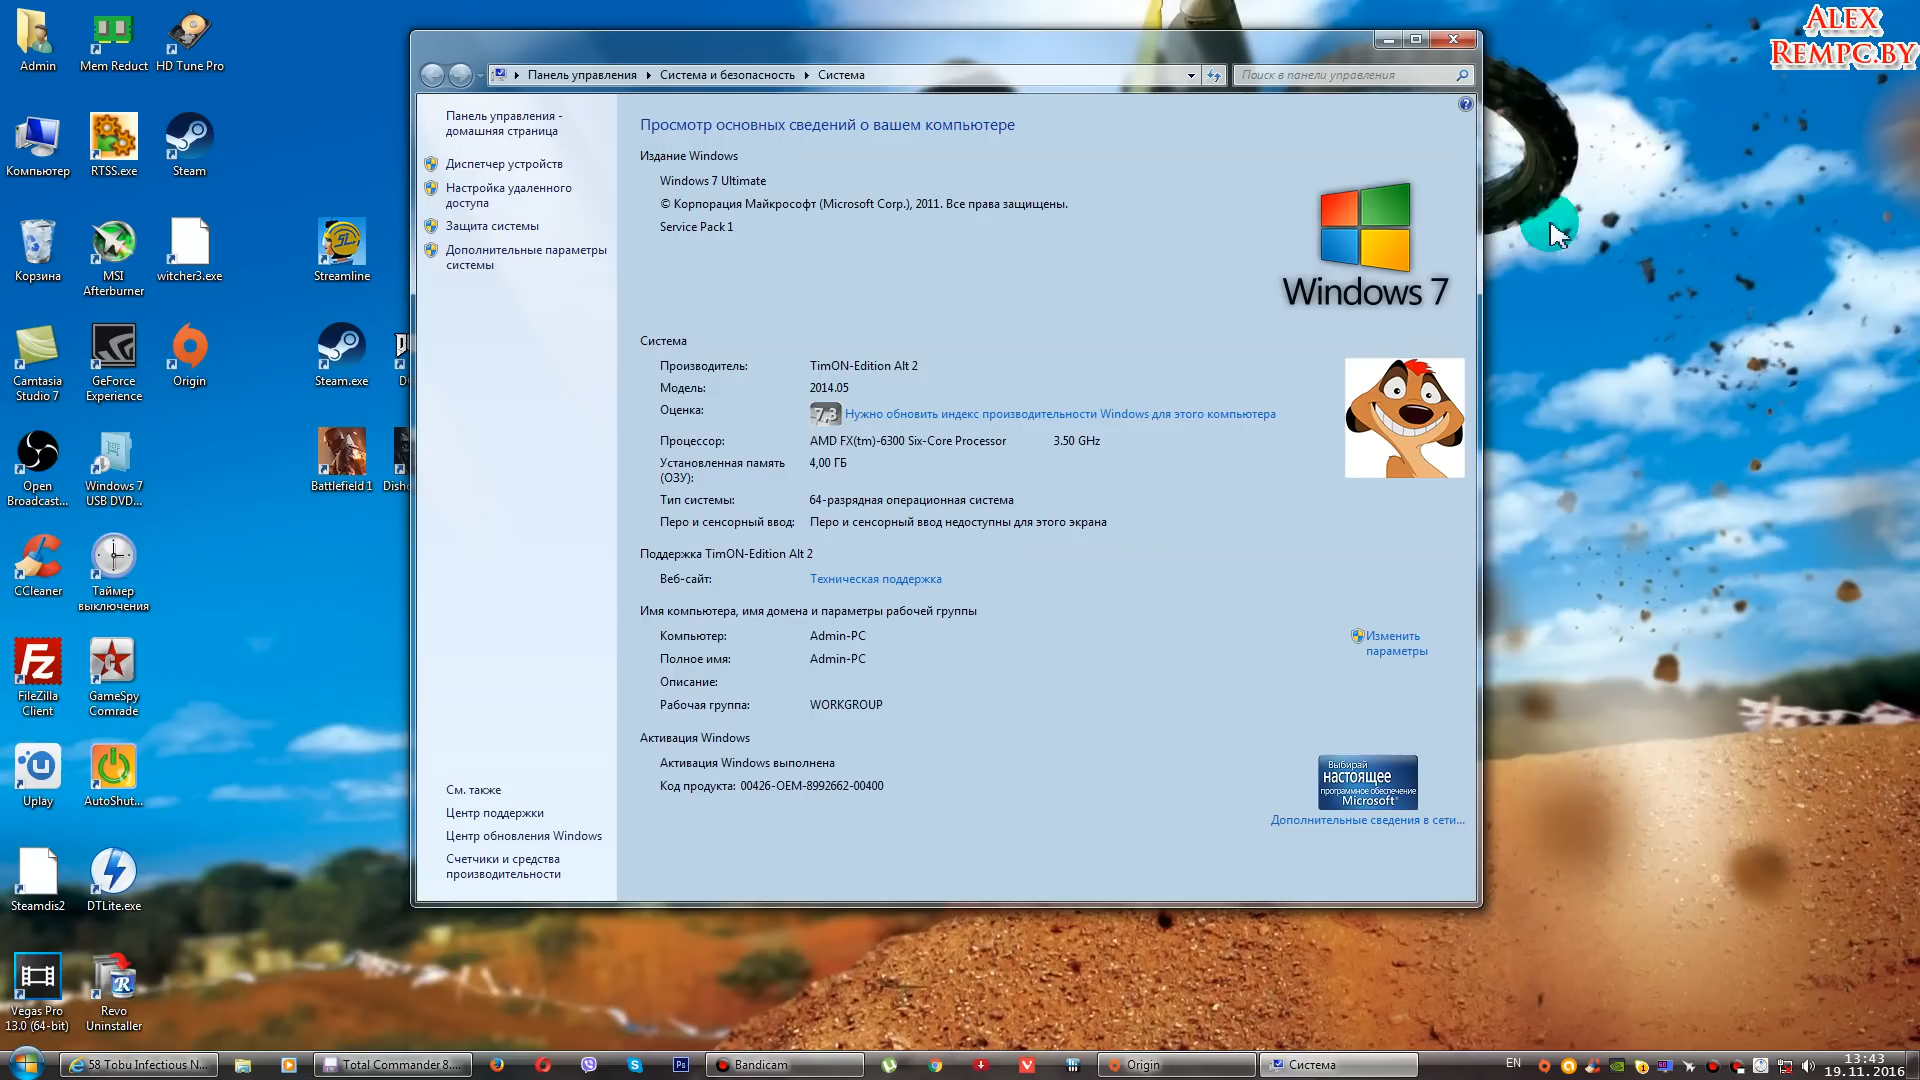 Alex
Rempc.by
Admin
Mem Reduct
HD Tune Pro
Компьютер
RTSS.exe
Steam
Корзина
MSI
Afterburner
witcher3.exe
Streamline
Camtasia
Studio 7
GeForce
Experience
Origin
Steam.exe
Open
Broadcast...
Windows 7
USB DVD...
Battlefield 1
CCleaner
Таймер
выключения
FileZilla
Client
GameSpy
Comrade
Uplay
AutoShut...
Steamdis2
DTLite.exe
Vegas Pro
13.0 (64-bit)
Revo
Uninstaller
Панель управления
Система и безопасность
Система
Поиск в панели управления
Панель управления -
домашняя страница
Диспетчер устройств
Настройка удаленного
доступа
Защита системы
Дополнительные параметры
системы
См. также
Центр поддержки
Центр обновления Windows
Счетчики и средства
производительности
Просмотр основных сведений о вашем компьютере
Издание Windows
Windows 7 Ultimate
© Корпорация Майкрософт (Microsoft Corp.), 2011. Все права защищены.
Service Pack 1
Windows 7
Система
Производитель: TimON-Edition Alt 2
Модель: 2014.05
Оценка: 7,3 Нужно обновить индекс производительности Windows для этого компьютера
Процессор: AMD FX(tm)-6300 Six-Core Processor 3.50 GHz
Установленная память 4,00 ГБ
(ОЗУ):
Тип системы: 64-разрядная операционная система
Перо и сенсорный ввод: Перо и сенсорный ввод недоступны для этого экрана
Поддержка TimON-Edition Alt 2
Веб-сайт: Техническая поддержка
Имя компьютера, имя домена и параметры рабочей группы
Компьютер: Admin-PC
Изменить
параметры
Полное имя: Admin-PC
Описание:
Рабочая группа: WORKGROUP
Активация Windows
Активация Windows выполнена
Код продукта: 00426-OEM-8992662-00400
Выбирай
настоящее
программное обеспечение
Microsoft
Дополнительные сведения в сети...
58 Tobu Infectious N...
Total Commander 8....
Bandicam
Origin
Система
EN
13:43
19.11.2016